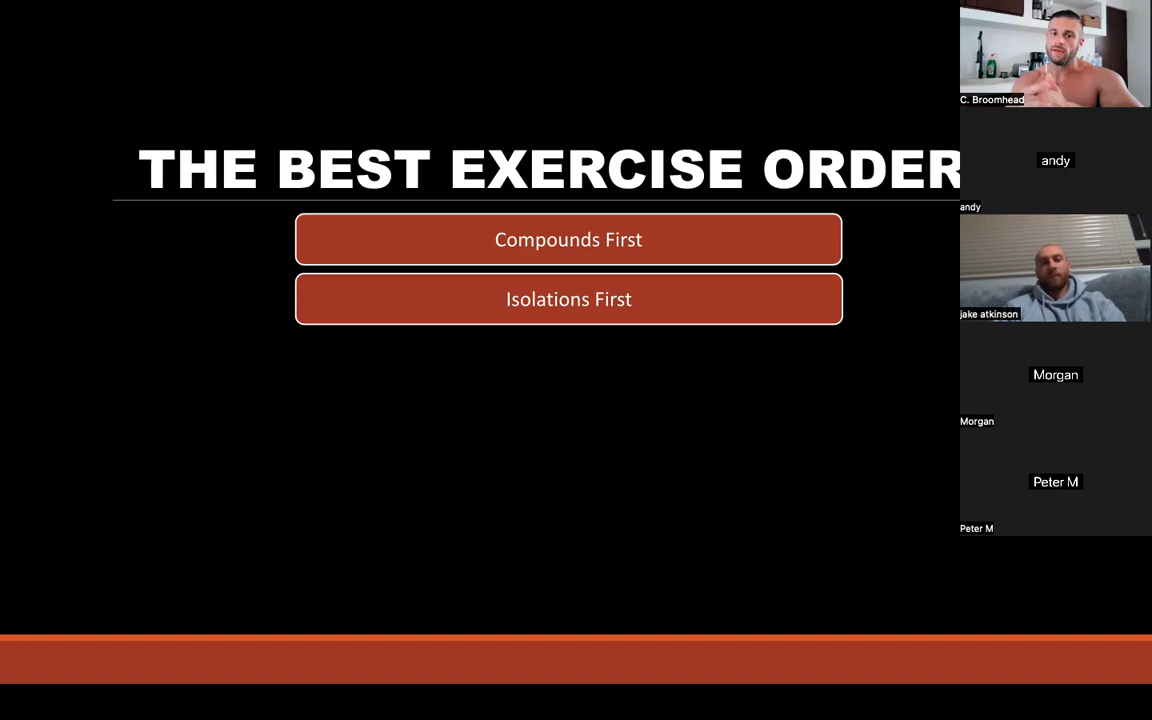 THE BEST EXERCISE ORDER
Compounds First
Isolations First
C. Broomhead
andy
andy
jake atkinson
Morgan
Morgan
Peter M
Peter M